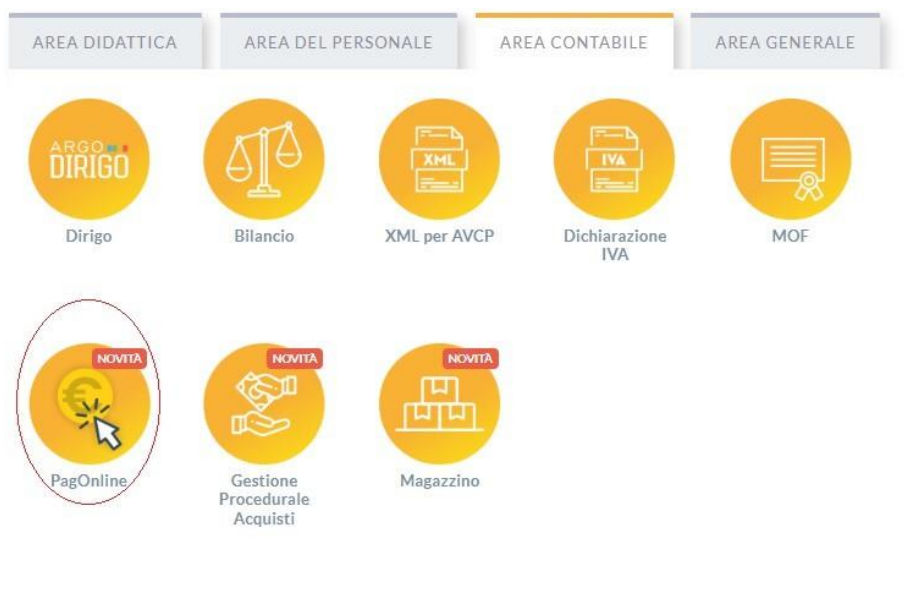 AREA DIDATTICA AREA DEL PERSONALE AREA CONTABILE AREA GENERALE
ARGO
DIRIGO
XML
IVA
Dirigo Bilancio XML per AVCP Dichiarazione MOF
IVA
NOVITÀ NOVITÀ NOVITÀ
€
PagOnline Gestione Magazzino
Procedurale
Acquisti